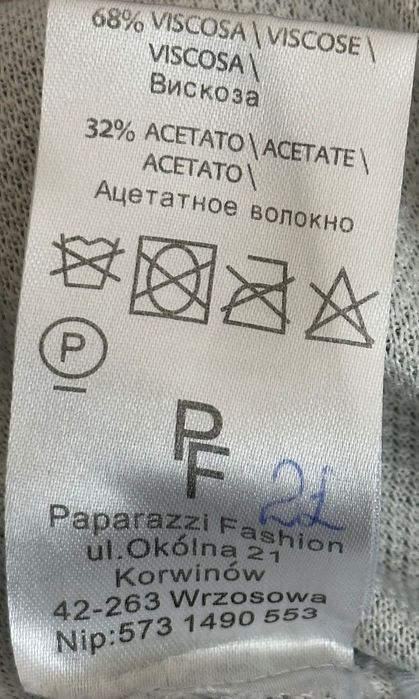 68% VISCOSA \ VISCOSE \
VISCOSA \
Вискоза
32% ACETATO \ ACETATE \
ACETATO \
Ацетатное волокно
P
PF
21
Paparazzi Fashion
ul.Okólna 21
Korwinów
42-263 Wrzosowa
Nip:573 1490 553